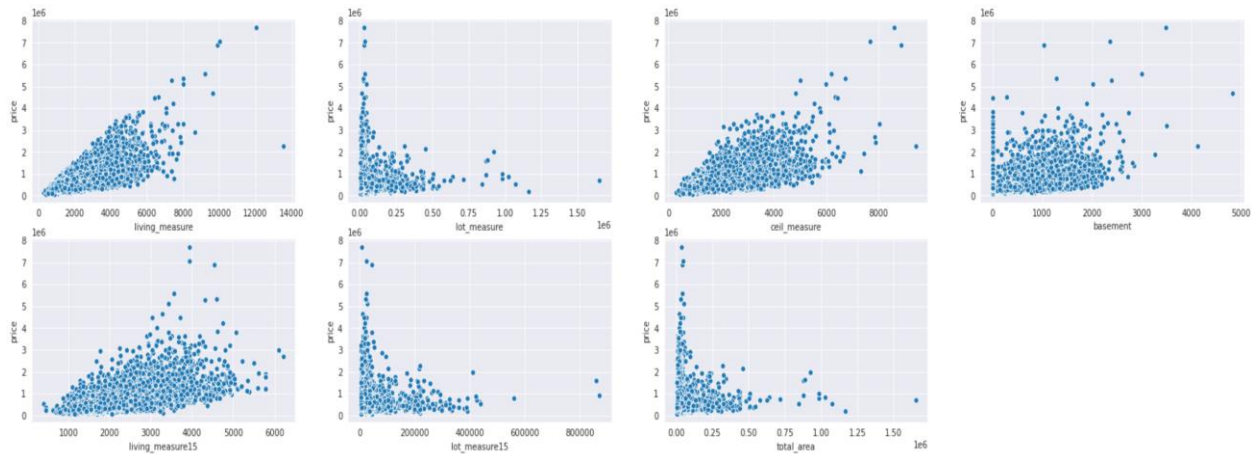 1e6
price
8
7
6
5
4
3
2
1
0
0 2000 4000 6000 8000 10000 12000 14000
living_measure
1e6
price
8
7
6
5
4
3
2
1
0
0.00 0.25 0.50 0.75 1.00 1.25 1.50
lot_measure
1e6
1e6
price
8
7
6
5
4
3
2
1
0
0 2000 4000 6000 8000
ceil_measure
1e6
price
8
7
6
5
4
3
2
1
0
0 1000 2000 3000 4000 5000
basement
1e6
price
8
7
6
5
4
3
2
1
0
1000 2000 3000 4000 5000 6000
living_measure15
1e6
price
8
7
6
5
4
3
2
1
0
0 200000 400000 600000 800000
lot_measure15
1e6
price
8
7
6
5
4
3
2
1
0
0.00 0.25 0.50 0.75 1.00 1.25 1.50
total_area
1e6